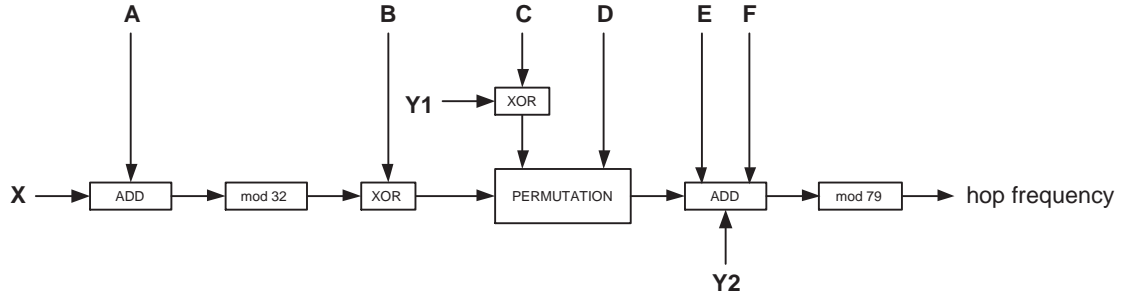 A B C D E F
Y1 XOR
X ADD mod 32 XOR PERMUTATION ADD mod 79 hop frequency
Y2